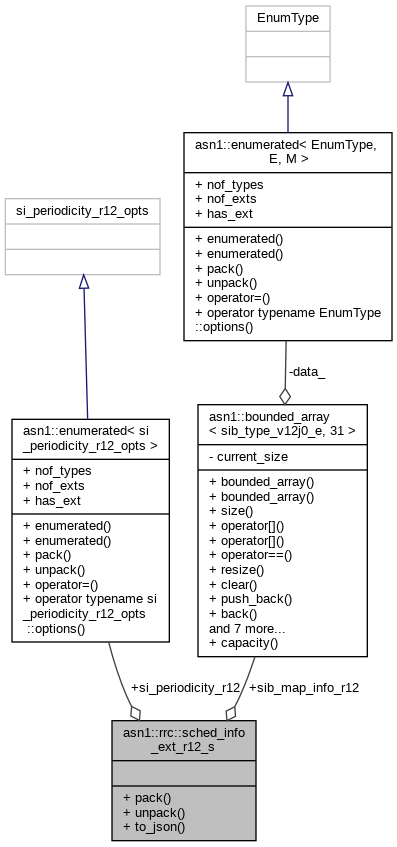 EnumType
si_periodicity_r12_opts
asn1::enumerated< EnumType,
E, M >
+ nof_types
+ nof_exts
+ has_ext
+ enumerated()
+ enumerated()
+ pack()
+ unpack()
+ operator=()
+ operator typename EnumType
::options()
-data_
asn1::enumerated< si
_periodicity_r12_opts >
+ nof_types
+ nof_exts
+ has_ext
+ enumerated()
+ enumerated()
+ pack()
+ unpack()
+ operator=()
+ operator typename si
_periodicity_r12_opts
::options()
asn1::bounded_array
< sib_type_v12j0_e, 31 >
- current_size
+ bounded_array()
+ bounded_array()
+ size()
+ operator[]()
+ operator[]()
+ operator==()
+ resize()
+ clear()
+ push_back()
+ back()
and 7 more...
+ capacity()
+si_periodicity_r12
+sib_map_info_r12
asn1::rrc::sched_info
_ext_r12_s
+ pack()
+ unpack()
+ to_json()